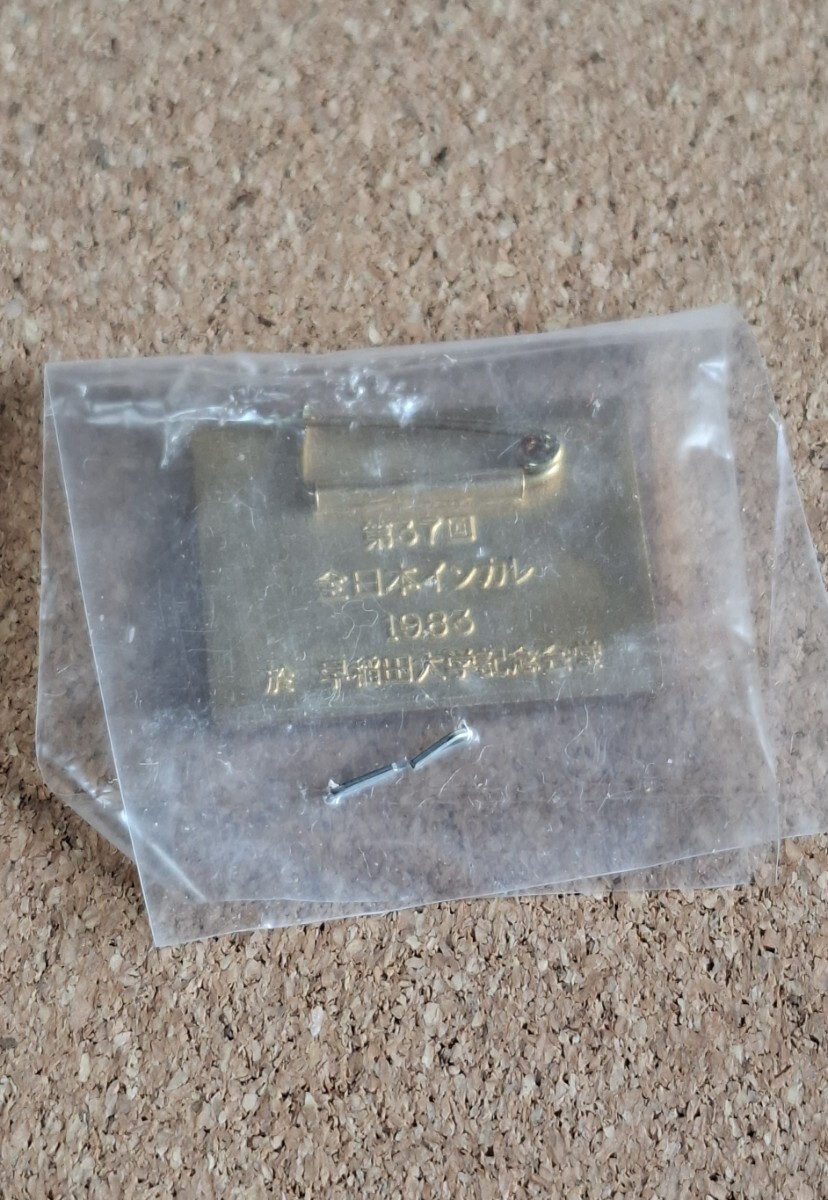 第37回
全日本インカレ
1983
於 早稲田大学記念会堂